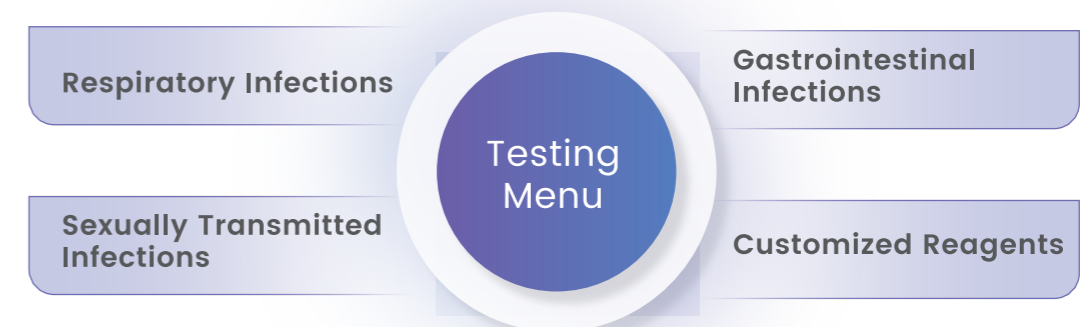 Respiratory Infections
Gastrointestinal
Infections
Testing
Menu
Sexually Transmitted
Infections
Customized Reagents